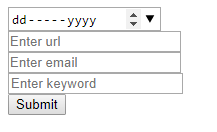 dd-----yyyy
Enter url
Enter email
Enter keyword
Submit